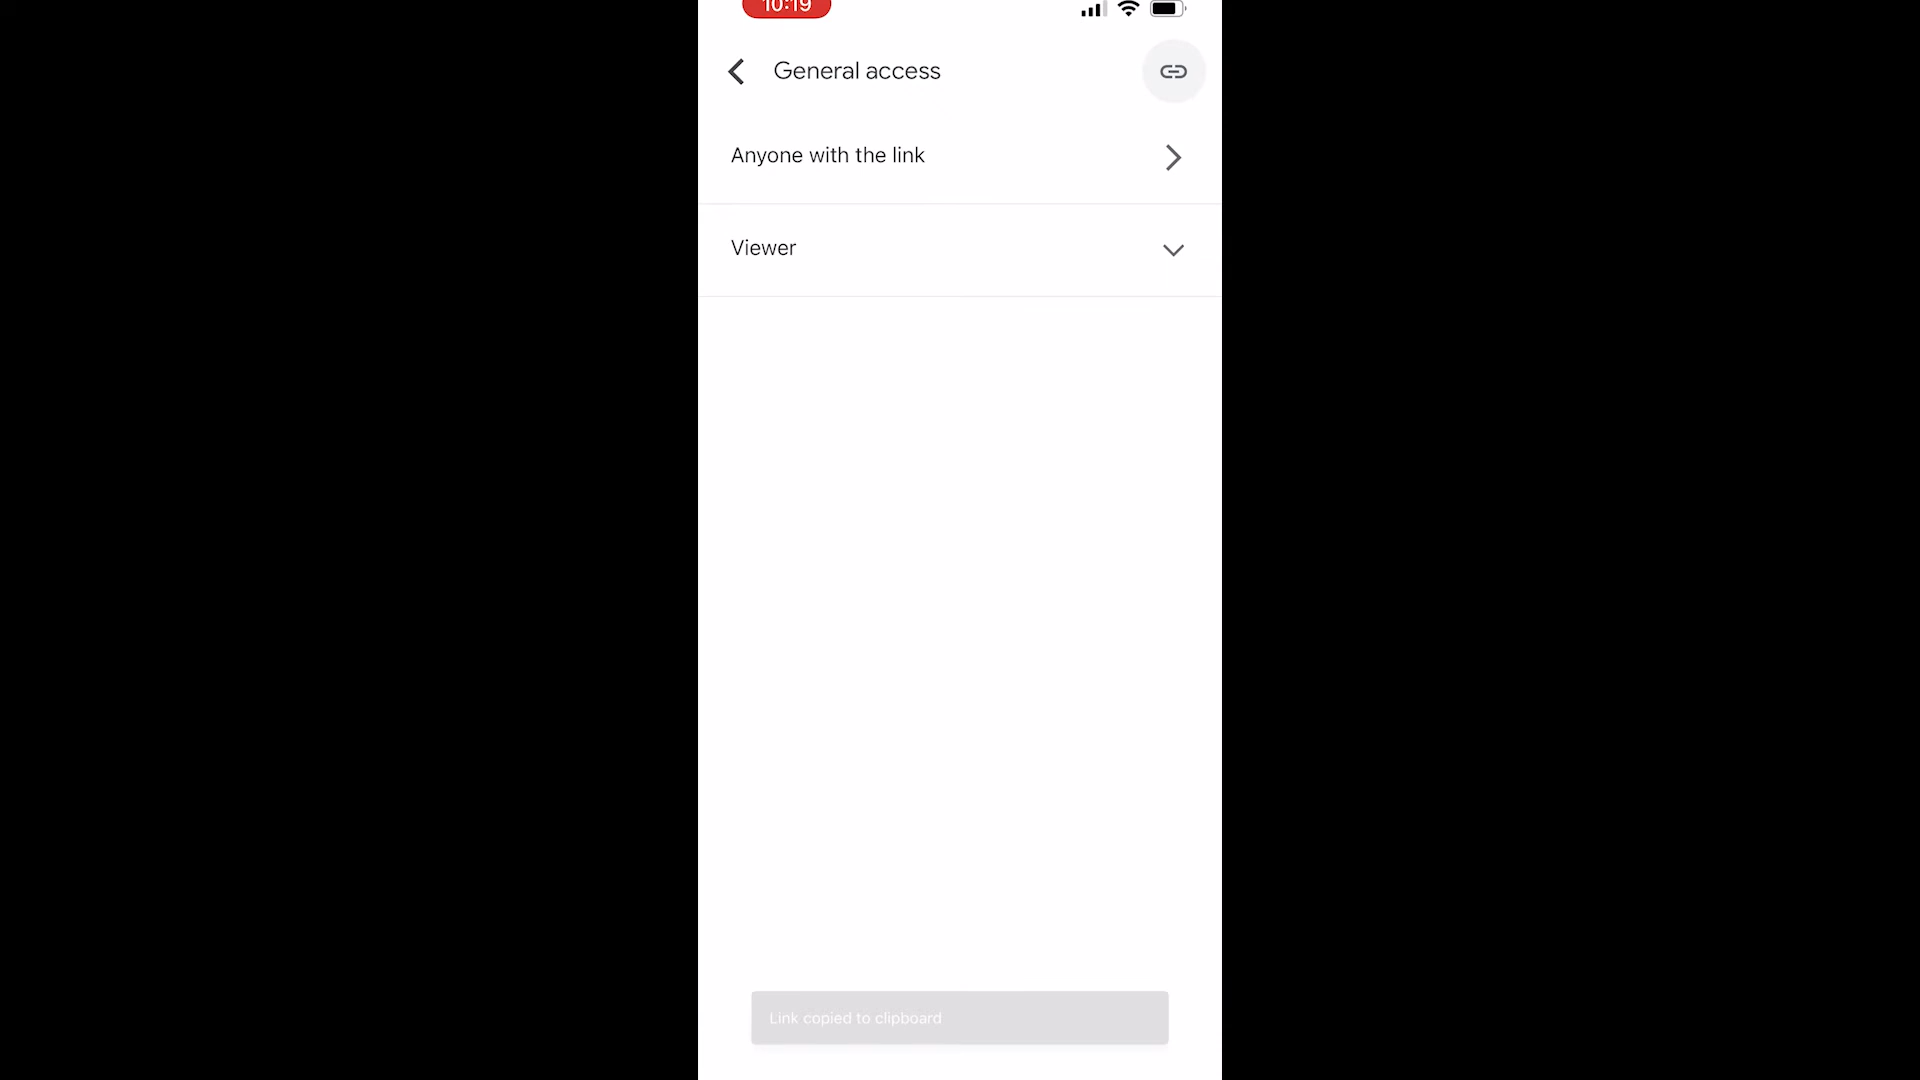 10:19
General access
Anyone with the link
Viewer
Link copied to clipboard